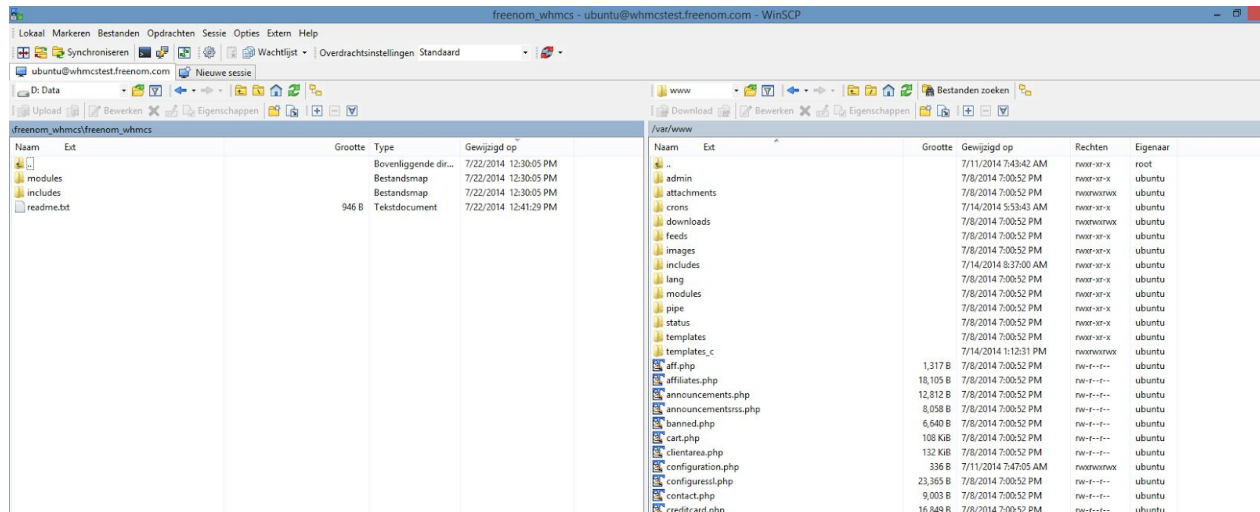 freenom_whmcs - ubuntu@whmcstest.freenom.com - WinSCP
Lokaal Markeren Bestanden Opdrachten Sessie Opties Extern Help
Synchroniseren Wachtlijst Overdrachtsinstellingen Standaard
ubuntu@whmcstest.freenom.com Nieuwe sessie
D: Data www Bestanden zoeken
Upload Bewerken Eigenschappen Download Bewerken Eigenschappen
\freenom_whmcs\freenom_whmcs
Naam Ext Grootte Type Gewijzigd op
.. Bovenliggende dir... 7/22/2014 12:30:05 PM
modules Bestandsmap 7/22/2014 12:30:05 PM
includes Bestandsmap 7/22/2014 12:30:05 PM
readme.txt 946 B Tekstdocument 7/22/2014 12:41:29 PM
/var/www
Naam Ext Grootte Gewijzigd op Rechten Eigenaar
.. 7/11/2014 7:43:42 AM rwxr-xr-x root
admin 7/8/2014 7:00:52 PM rwxr-xr-x ubuntu
attachments 7/8/2014 7:00:52 PM rwxrwxrwx ubuntu
crons 7/14/2014 5:53:43 AM rwxr-xr-x ubuntu
downloads 7/8/2014 7:00:52 PM rwxrwxrwx ubuntu
feeds 7/8/2014 7:00:52 PM rwxr-xr-x ubuntu
images 7/8/2014 7:00:52 PM rwxr-xr-x ubuntu
includes 7/14/2014 8:37:00 AM rwxr-xr-x ubuntu
lang 7/8/2014 7:00:52 PM rwxr-xr-x ubuntu
modules 7/8/2014 7:00:52 PM rwxr-xr-x ubuntu
pipe 7/8/2014 7:00:52 PM rwxr-xr-x ubuntu
status 7/8/2014 7:00:52 PM rwxr-xr-x ubuntu
templates 7/8/2014 7:00:52 PM rwxr-xr-x ubuntu
templates_c 7/14/2014 1:12:31 PM rwxrwxrwx ubuntu
aff.php 1,317 B 7/8/2014 7:00:52 PM rw-r--r-- ubuntu
affiliates.php 18,105 B 7/8/2014 7:00:52 PM rw-r--r-- ubuntu
announcements.php 12,812 B 7/8/2014 7:00:52 PM rw-r--r-- ubuntu
announcementsrss.php 8,058 B 7/8/2014 7:00:52 PM rw-r--r-- ubuntu
banned.php 6,640 B 7/8/2014 7:00:52 PM rw-r--r-- ubuntu
cart.php 108 KiB 7/8/2014 7:00:52 PM rw-r--r-- ubuntu
clientarea.php 132 KiB 7/8/2014 7:00:52 PM rw-r--r-- ubuntu
configuration.php 336 B 7/11/2014 7:47:05 AM rwxrwxrwx ubuntu
configuressl.php 23,365 B 7/8/2014 7:00:52 PM rw-r--r-- ubuntu
contact.php 9,003 B 7/8/2014 7:00:52 PM rw-r--r-- ubuntu
creditcard.php 16,849 B 7/8/2014 7:00:52 PM rw-r--r-- ubuntu